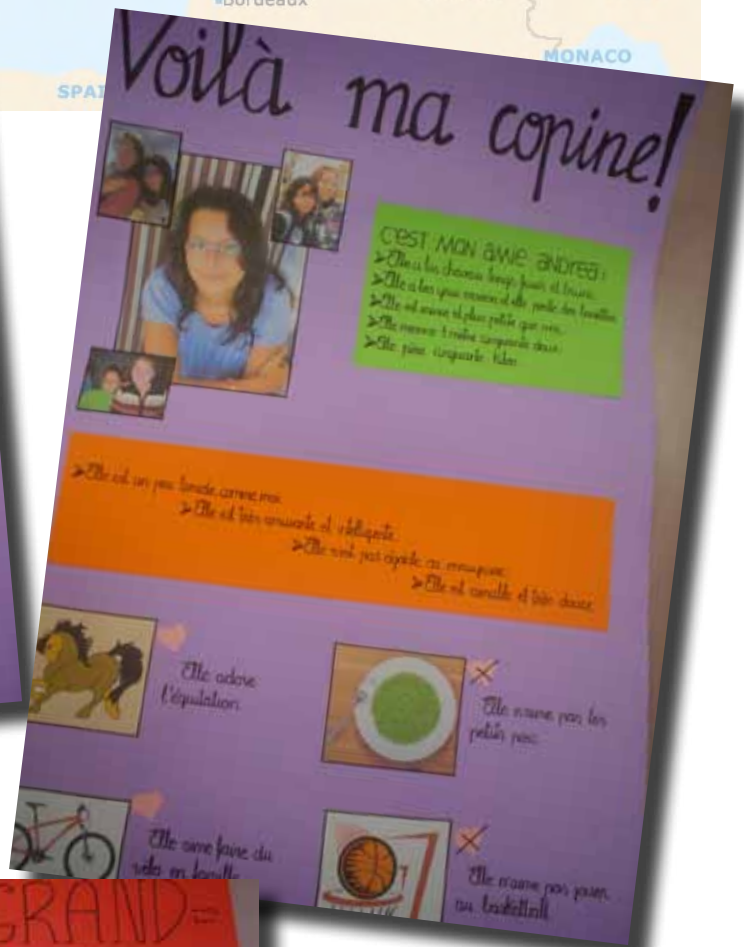 Bordeaux
MONACO
SPAI
Voilà ma copine!
C'EST MON amie andrea:
➤Elle a les cheveux longs, frisés et bruns.
➤Elle a les yeux marron et elle porte des lunettes
➤Elle est mince et plus petite que moi.
➤Elle mesure 1 mètre cinquante deux.
➤Elle pèse cinquante kilos.
➤Elle est un peu timide comme moi.
➤Elle est très amusante et intelligente.
➤Elle n'est pas égoïste ou ennuyeuse.
➤Elle est aimable et très douce.
Elle adore
l'équitation.
Elle n'aime pas les
petits pois.
Elle aime faire du
vélo en famille
Elle n'aime pas jouer
au basketball.
GRAND=